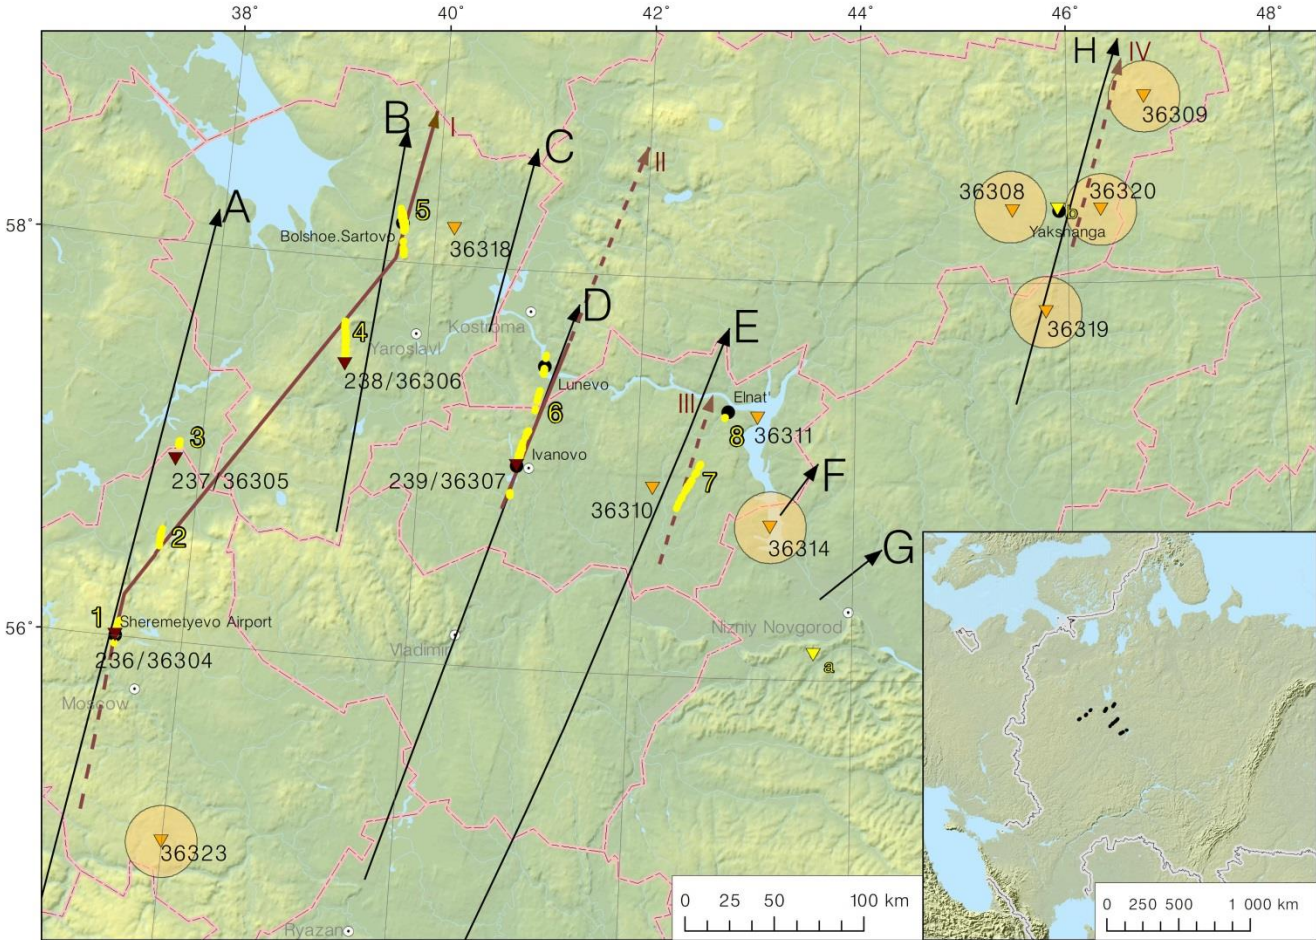 38° 40° 42° 44° 46° 48°
H
IV
36309
B
I
C
II
A
36308
36320
b
Yakshanga
58°
5
Bolshoe.Sartovo
36318
36319
D
4
Kostroma
Yaroslavl
E
238/36306
Lunevo
6
Elnat'
III
8
36311
3
Ivanovo
237/36305
239/36307
7
36310
F
2
36314
G
56°
1
Sheremetyevo Airport
Nizhiy Novgorod
236/36304
Vladimir
a
Moscow
36323
0 25 50 100 km
0 250 500 1 000 km
Ryazan